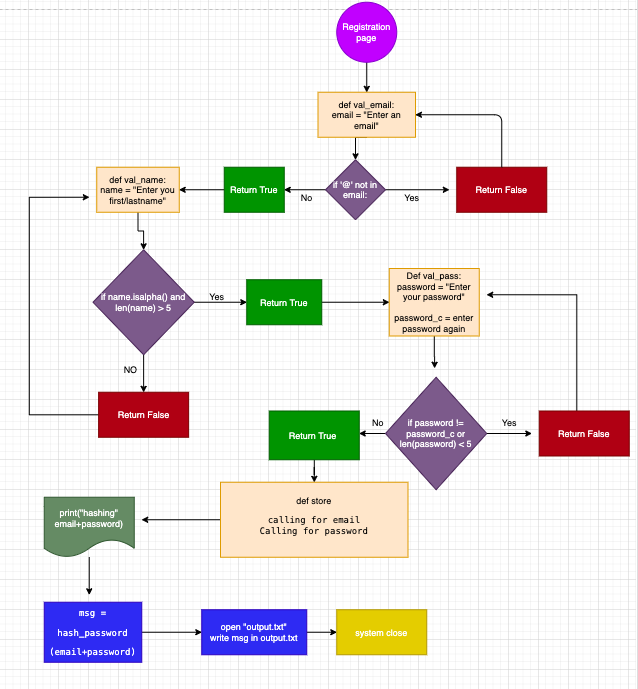 Registration
page
def val_email:
email = "Enter an
email"
if '@' not in
email:
No
Yes
Return True
Return False
def val_name:
name = "Enter you
first/lastname"
if name.isalpha() and
len(name) > 5
Yes
NO
Return True
Return False
Def val_pass:
password = "Enter
your password"
password_c = enter
password again
if password !=
password_c or
len(password) < 5
No
Yes
Return True
Return False
def store
calling for email
Calling for password
print("hashing"
email+password)
msg =
hash_password
(email+password)
open "output.txt"
write msg in output.txt
system close